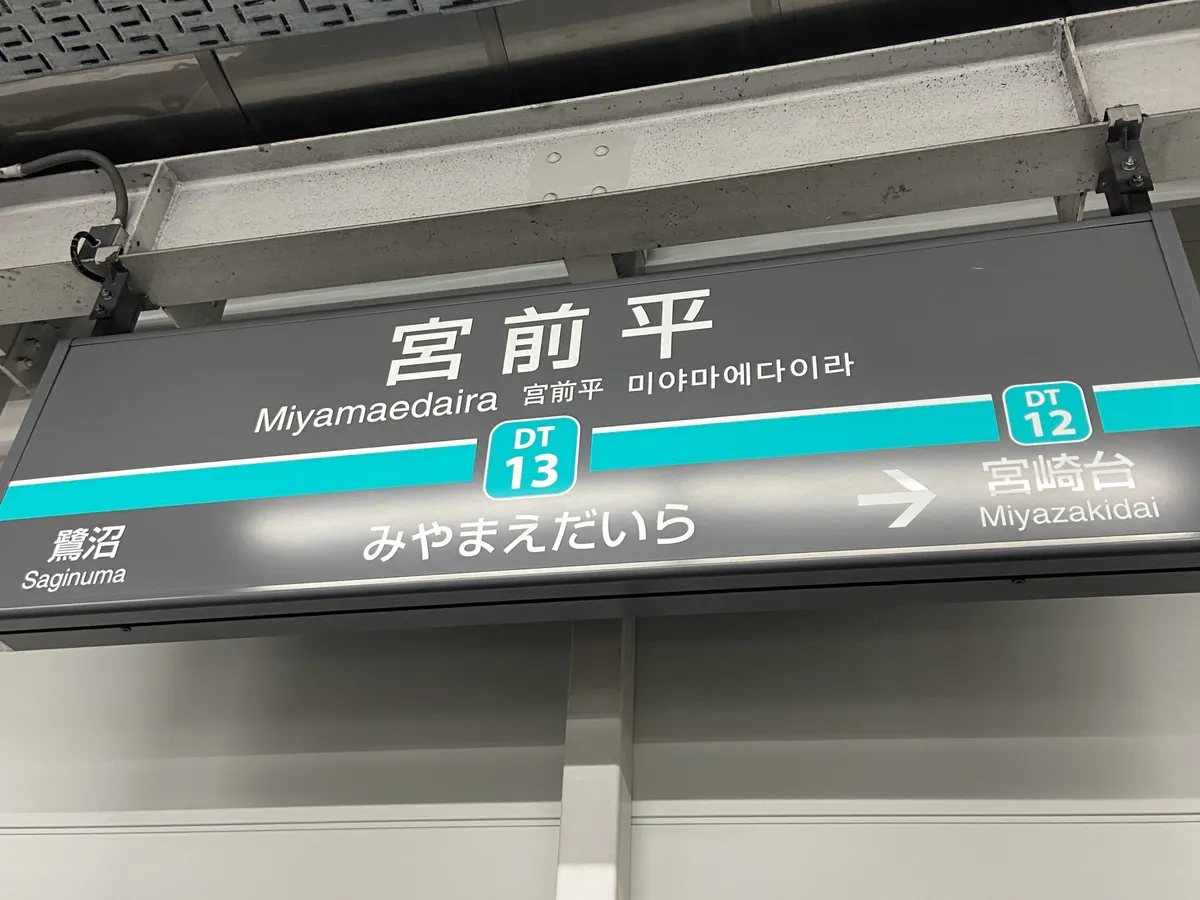 宮前平
Miyamaedaira 宮前平 미야마에다이라
DT 13
DT 12
みやまえだいら
→
宮崎台
Miyazakidai
鷺沼
Saginuma